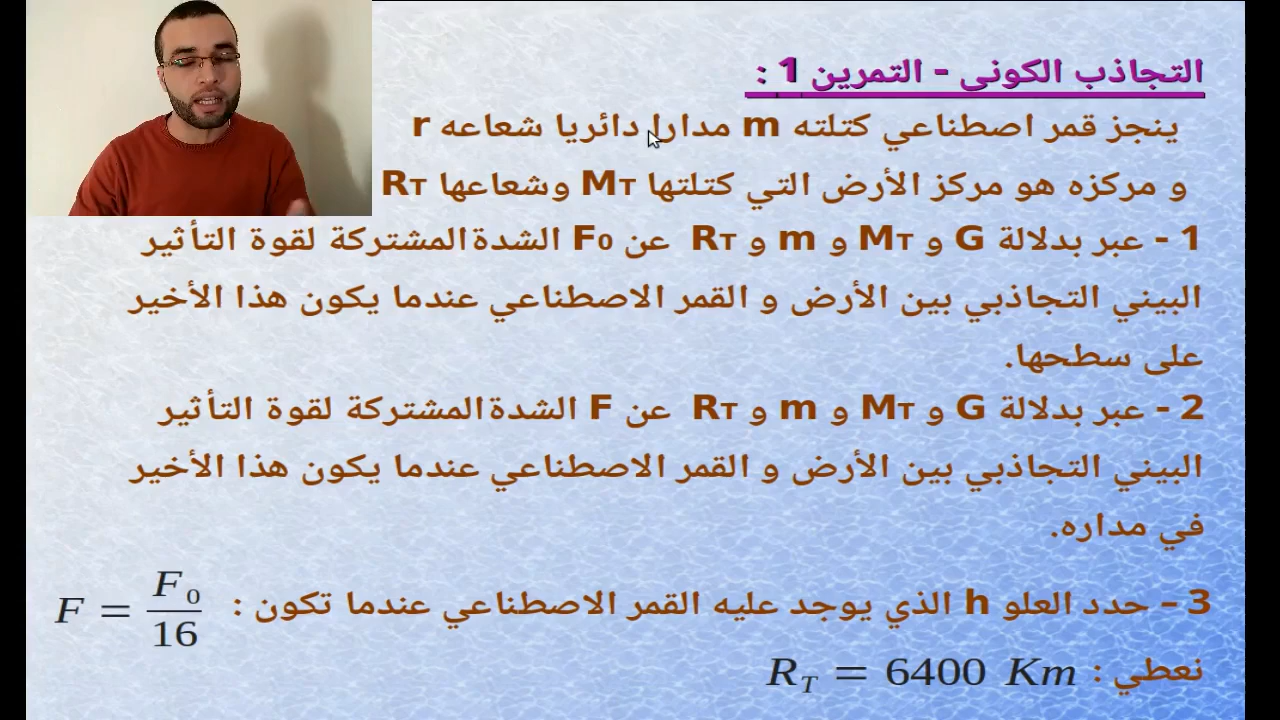 التجاذب الكوني - التمرين 1 :
ينجز قمر اصطناعي كتلته m مدارا دائريا شعاعه r
و مركزه هو مركز الأرض التي كتلتها MT وشعاعها RT
1 - عبر بدلالة G و MT و m و RT عن F0 الشدة المشتركة لقوة التأثير
البيني التجاذبي بين الأرض و القمر الاصطناعي عندما يكون هذا الأخير
على سطحها.
2 - عبر بدلالة G و MT و m و RT عن F الشدة المشتركة لقوة التأثير
البيني التجاذبي بين الأرض و القمر الاصطناعي عندما يكون هذا الأخير
في مداره.
3 – حدد العلو h الذي يوجد عليه القمر الاصطناعي عندما تكون : F = F0/16
نعطي : RT = 6400 Km